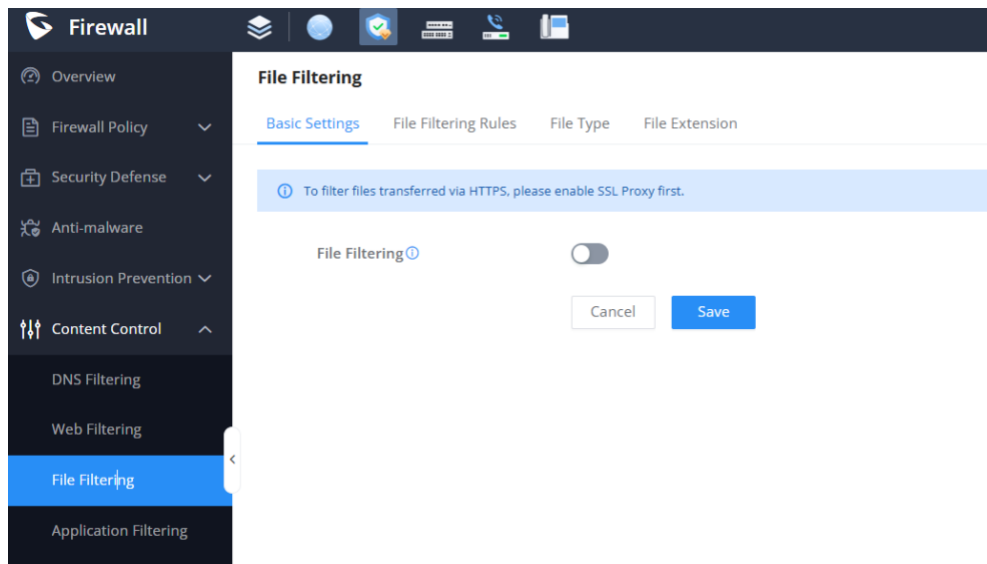 Firewall
Overview
Firewall Policy
Security Defense
Anti-malware
Intrusion Prevention
Content Control
DNS Filtering
Web Filtering
File Filtering
Application Filtering
File Filtering
Basic Settings File Filtering Rules File Type File Extension
To filter files transferred via HTTPS, please enable SSL Proxy first.
File Filtering
Cancel Save